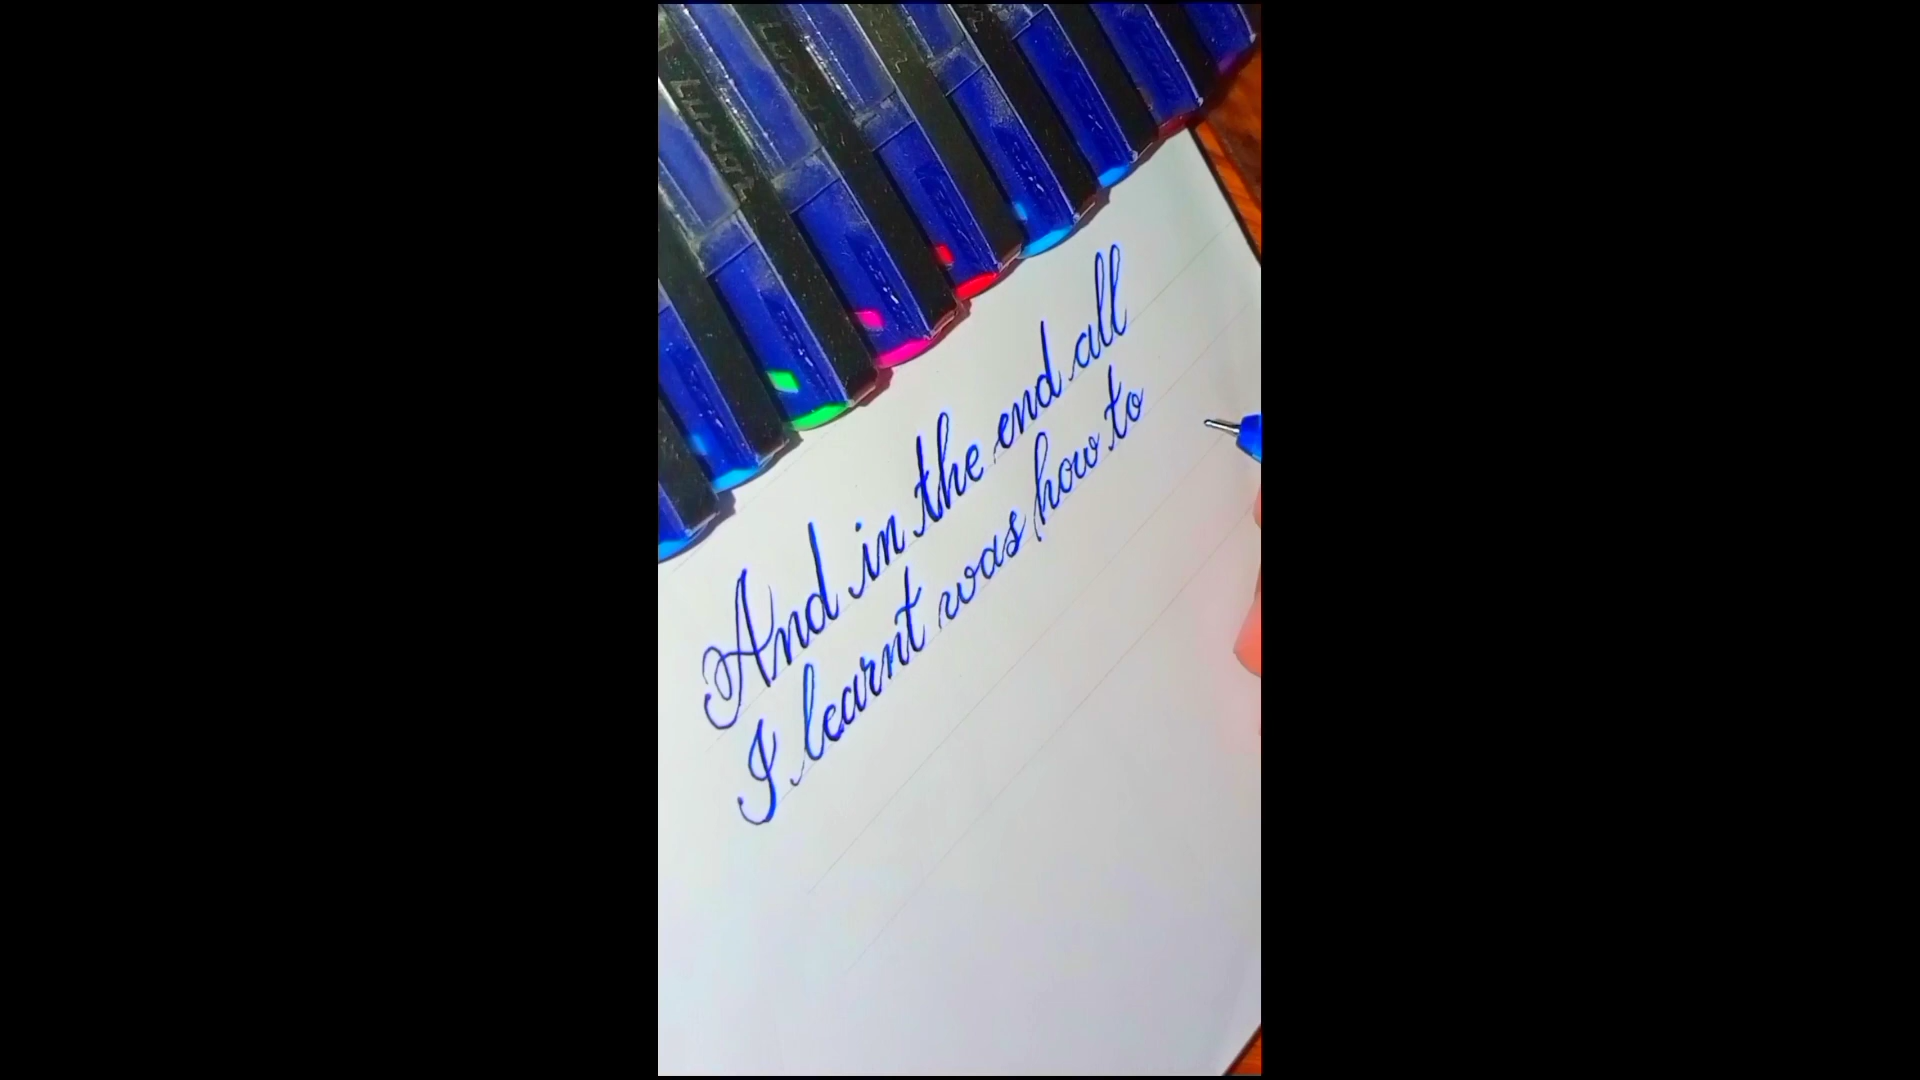 And in the end all
I learnt was how to